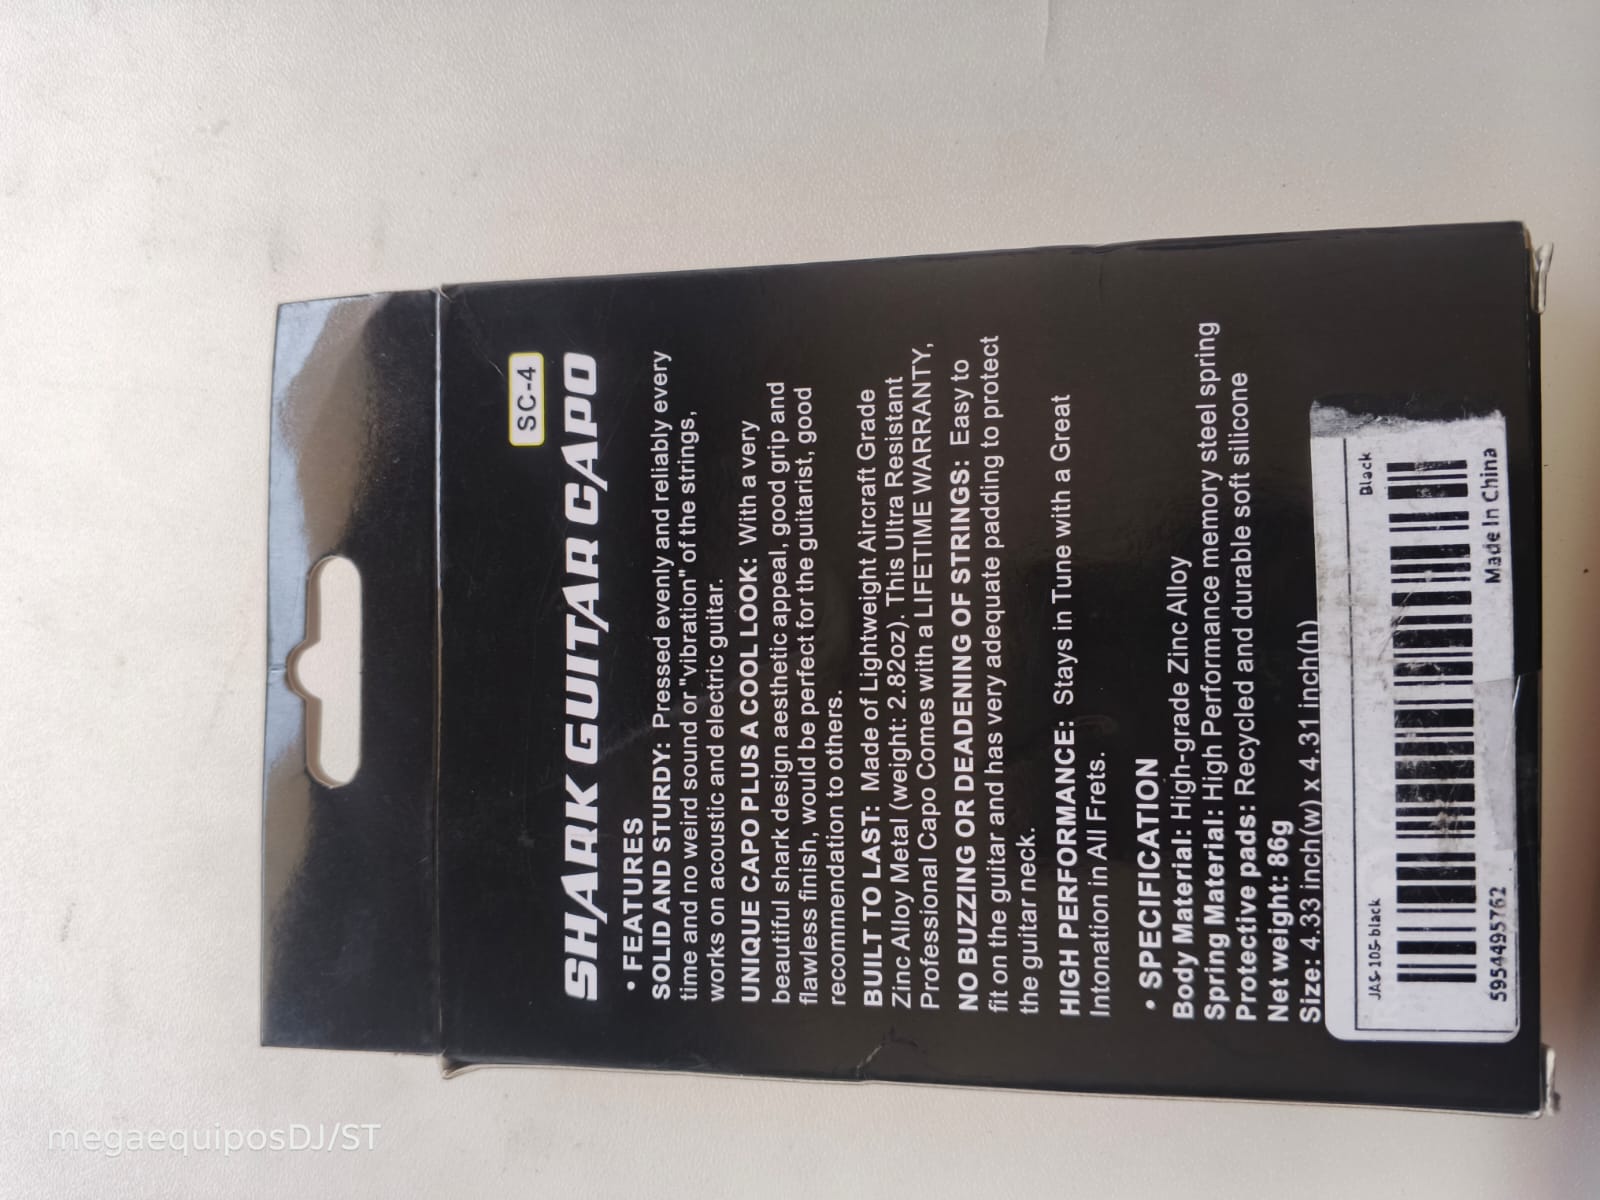 SC-4
SHARK GUITAR CAPO
• FEATURES
SOLID AND STURDY: Pressed evenly and reliably every
time and no weird sound or "vibration" of the strings,
works on acoustic and electric guitar.
UNIQUE CAPO PLUS A COOL LOOK: With a very
beautiful shark design aesthetic appeal, good grip and
flawless finish, would be perfect for the guitarist, good
recommendation to others.
BUILT TO LAST: Made of Lightweight Aircraft Grade
Zinc Alloy Metal (weight: 2.82oz). This Ultra Resistant
Professional Capo Comes with a LIFETIME WARRANTY,
NO BUZZING OR DEADENING OF STRINGS: Easy to
fit on the guitar and has very adequate padding to protect
the guitar neck.
HIGH PERFORMANCE: Stays in Tune with a Great
Intonation in All Frets.
• SPECIFICATION
Body Material: High-grade Zinc Alloy
Spring Material: High Performance memory steel spring
Protective pads: Recycled and durable soft silicone
Net weight: 86g
Size: 4.33 inch(w) x 4.31 inch(h)
JAS-105-black Black
5954495762 Made In China
megaequiposDJ/ST